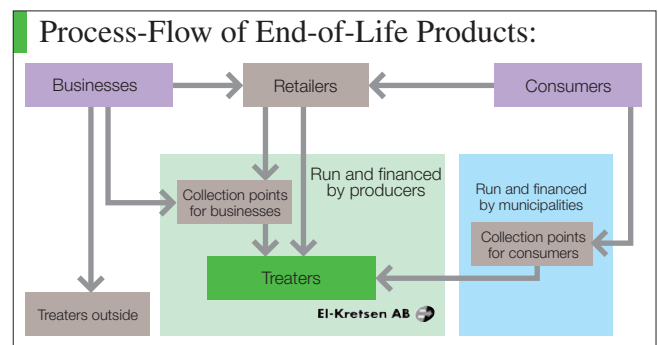 Process-Flow of End-of-Life Products:
Businesses
Retailers
Consumers
Run and financed
by producers
Collection points
for businesses
Run and financed
by municipalities
Collection points
for consumers
Treaters
Treaters outside
El-Kretsen AB